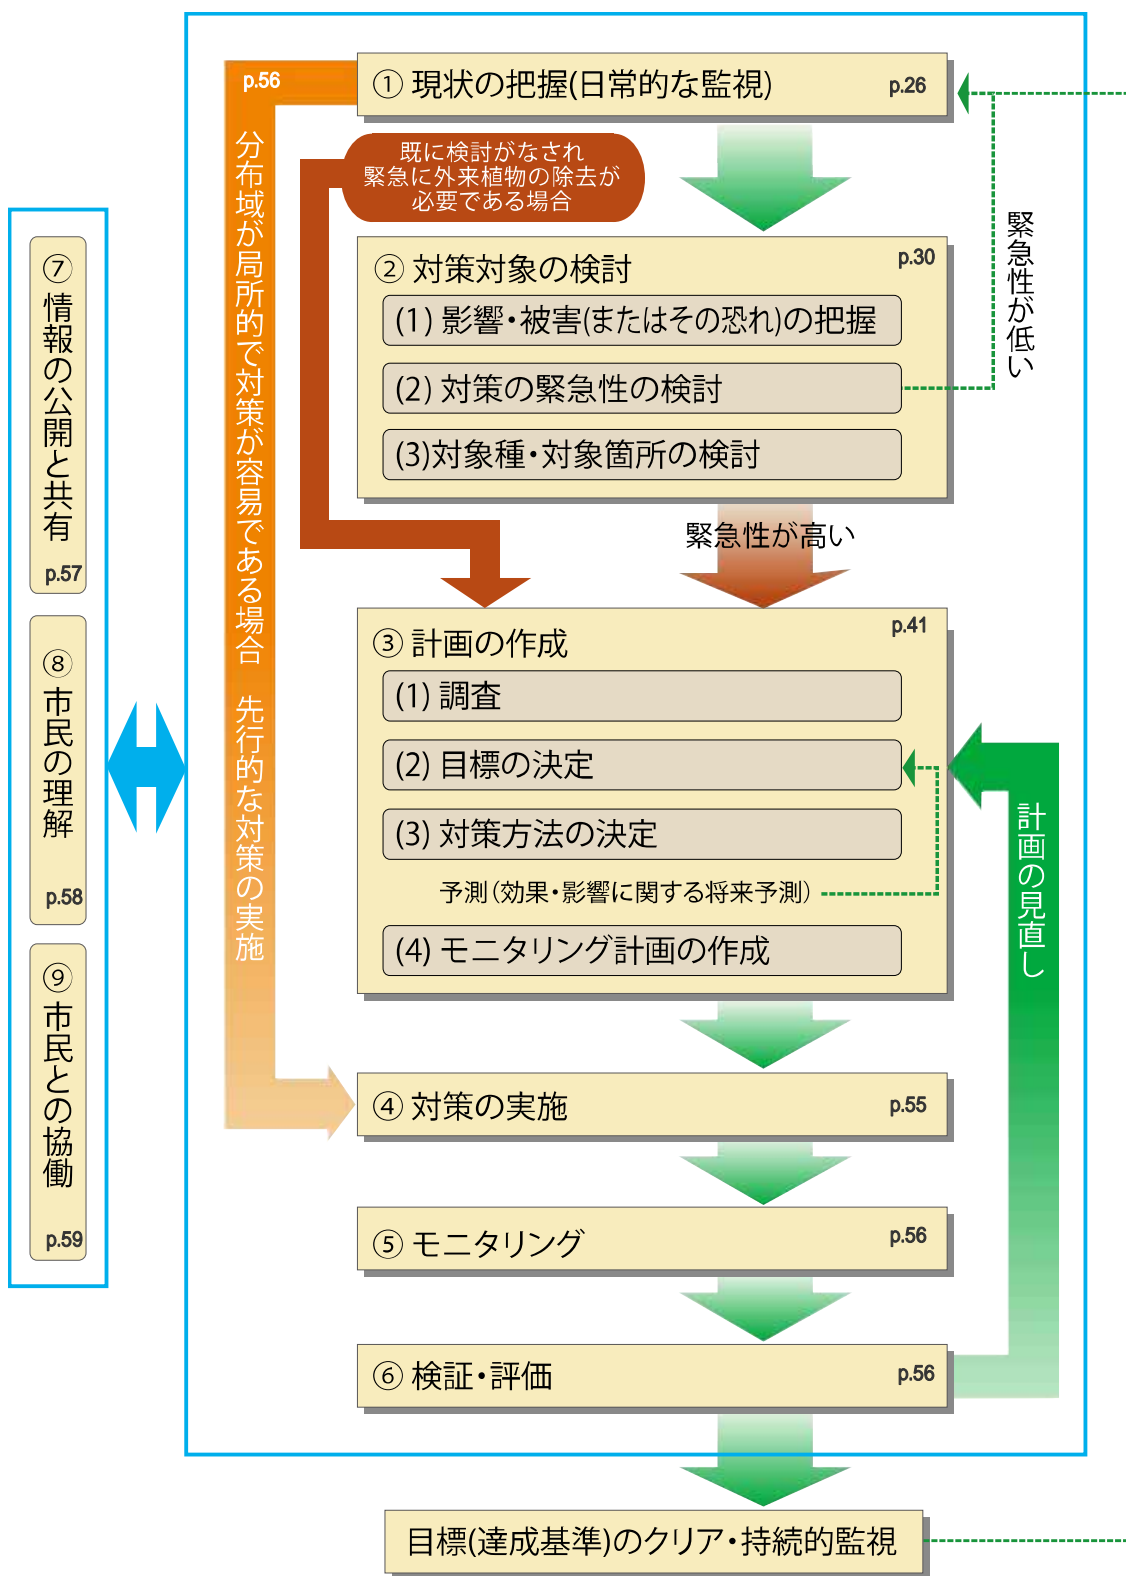 p.56
① 現状の把握(日常的な監視)
p.26
既に検討がなされ
緊急に外来植物の除去が
必要である場合
分布域が局所的で対策が容易である場合　先行的な対策の実施
緊急性が低い
② 対策対象の検討
p.30
(1) 影響・被害(またはその恐れ)の把握
(2) 対策の緊急性の検討
(3)対象種・対象箇所の検討
緊急性が高い
③ 計画の作成
p.41
(1) 調査
(2) 目標の決定
(3) 対策方法の決定
予測（効果・影響に関する将来予測）
(4) モニタリング計画の作成
計画の見直し
④ 対策の実施
p.55
⑤ モニタリング
p.56
⑥ 検証・評価
p.56
目標(達成基準)のクリア・持続的監視
⑦ 情報の公開と共有
p.57
⑧ 市民の理解
p.58
⑨ 市民との協働
p.59